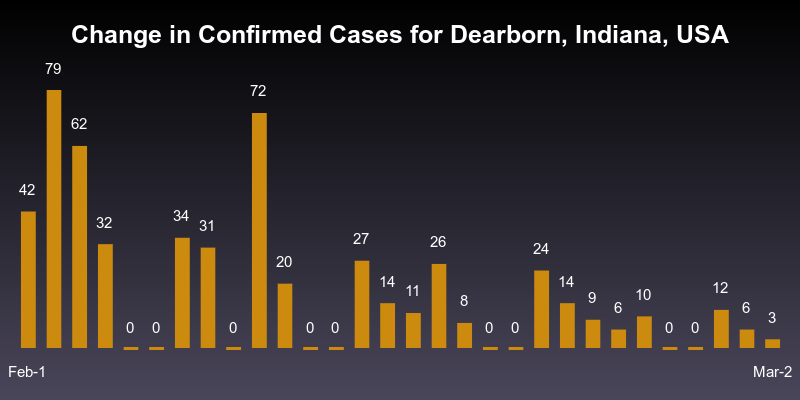 Change in Confirmed Cases for Dearborn, Indiana, USA
42 79 62 32 0 0 34 31 0 72 20 0 0 27 14 11 26 8 0 0 24 14 9 6 10 0 0 12 6 3
Feb-1 Mar-2